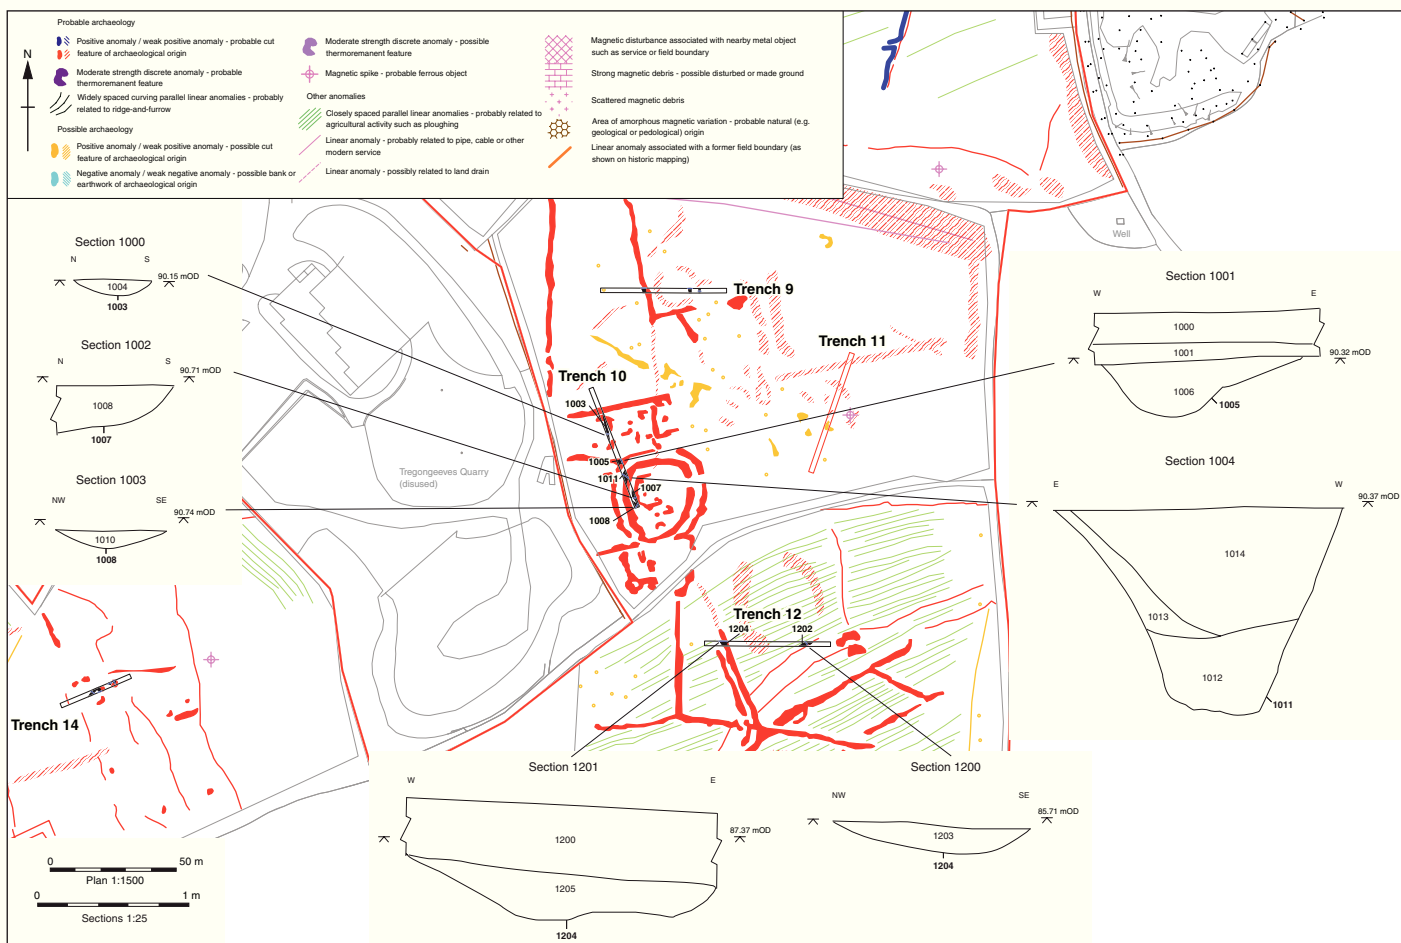 Probable archaeology
Positive anomaly / weak positive anomaly - probable cut
feature of archaeological origin
Moderate strength discrete anomaly - probable
thermoremanent feature
Widely spaced curving parallel linear anomalies - probably
related to ridge-and-furrow
Possible archaeology
Positive anomaly / weak positive anomaly - possible cut
feature of archaeological origin
Negative anomaly / weak negative anomaly - possible bank or
earthwork of archaeological origin
Moderate strength discrete anomaly - possible
thermoremanent feature
Magnetic spike - probable ferrous object
Other anomalies
Closely spaced parallel linear anomalies - probably related to
agricultural activity such as ploughing
Linear anomaly - probably related to pipe, cable or other
modern service
Linear anomaly - possibly related to land drain
Magnetic disturbance associated with nearby metal object
such as service or field boundary
Strong magnetic debris - possible disturbed or made ground
Scattered magnetic debris
Area of amorphous magnetic variation - probable natural (e.g.
geological or pedological) origin
Linear anomaly associated with a former field boundary (as
shown on historic mapping)
N
Well
Section 1000
N S
90.15 mOD
1004
1003
Section 1002
N S
90.71 mOD
1008
1007
Section 1003
NW SE
90.74 mOD
1010
1008
Trench 9
Trench 11
Trench 10
1003
1005
1011
1007
1008
Tregongeeves Quarry
(disused)
Section 1001
W E
1000
1001
90.32 mOD
1006
1005
Section 1004
E W
90.37 mOD
1014
1013
1012
1011
Trench 12
1204 1202
Trench 14
Section 1201
W E
87.37 mOD
1200
1205
1204
Section 1200
NW SE
85.71 mOD
1203
1204
0 50 m
Plan 1:1500
0 1 m
Sections 1:25